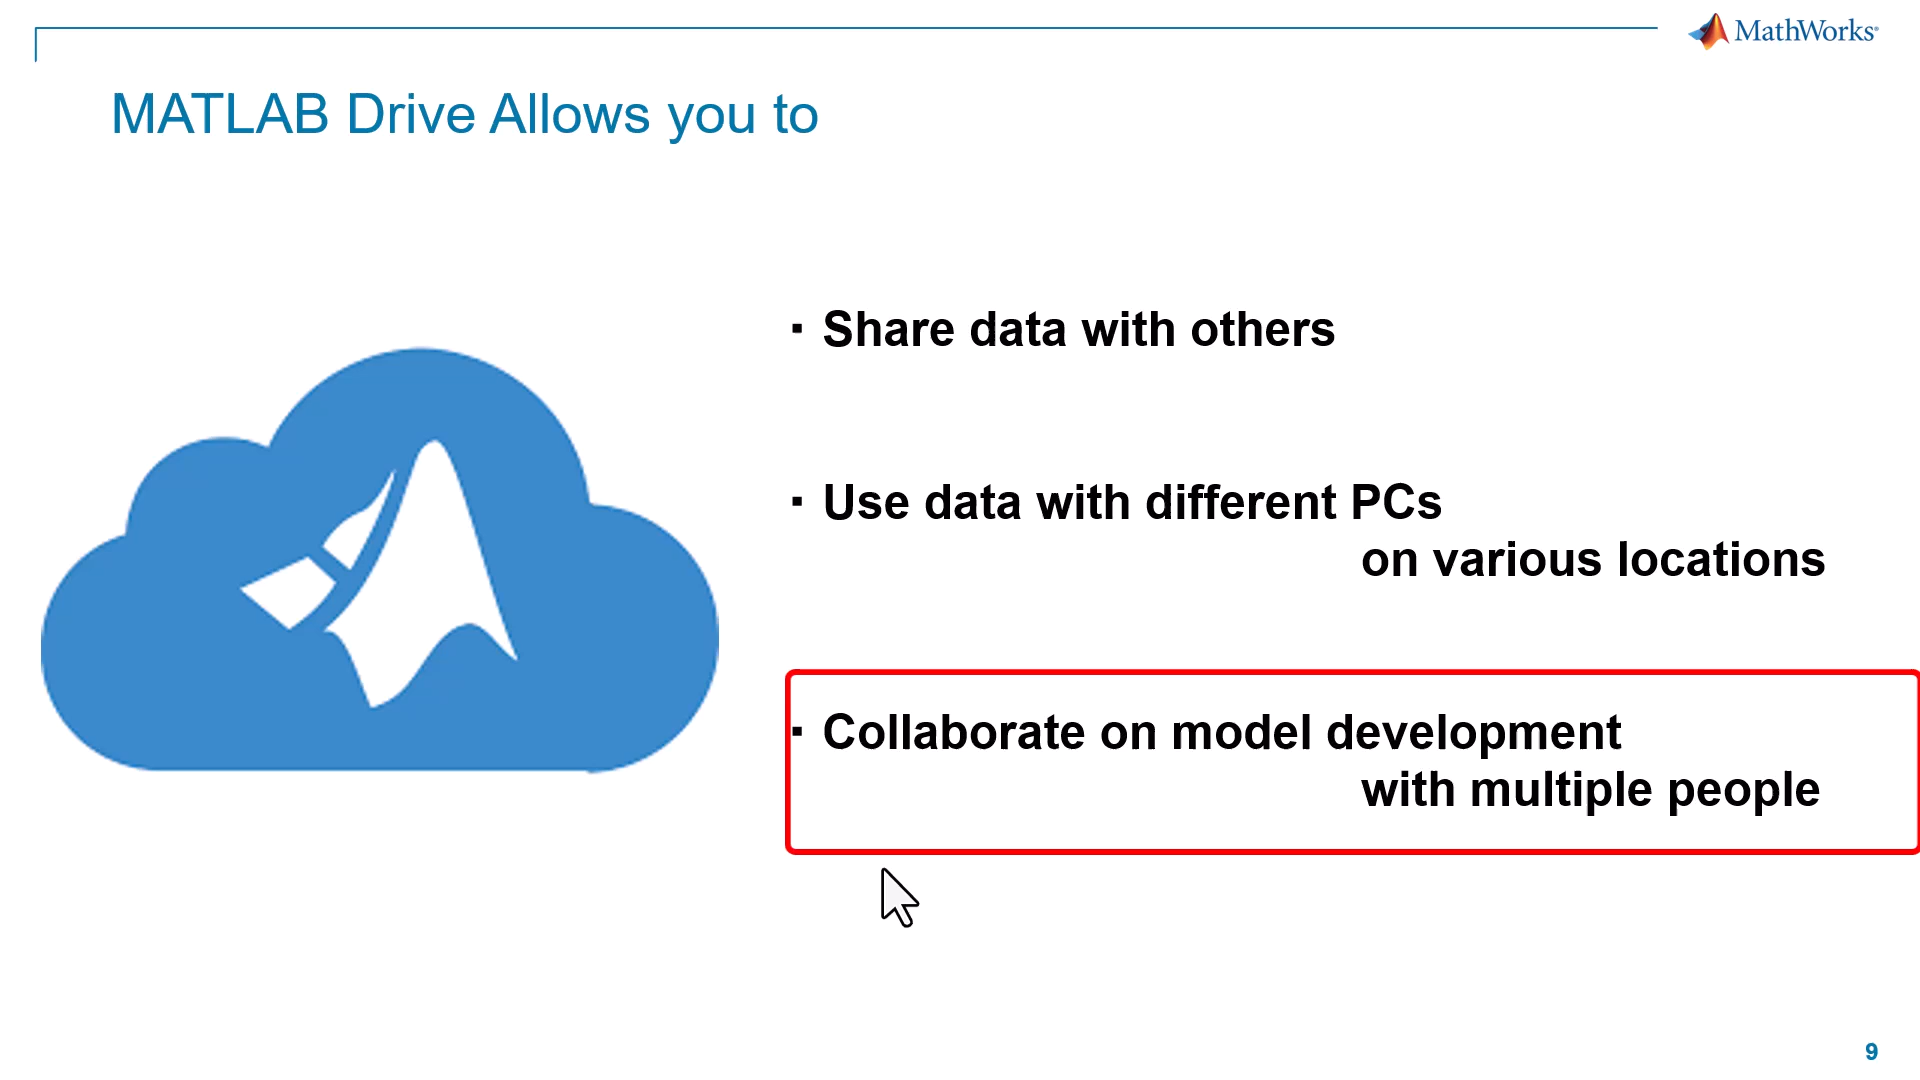 MathWorks®
MATLAB Drive Allows you to
▪ Share data with others
▪ Use data with different PCs
on various locations
▪ Collaborate on model development
with multiple people
9